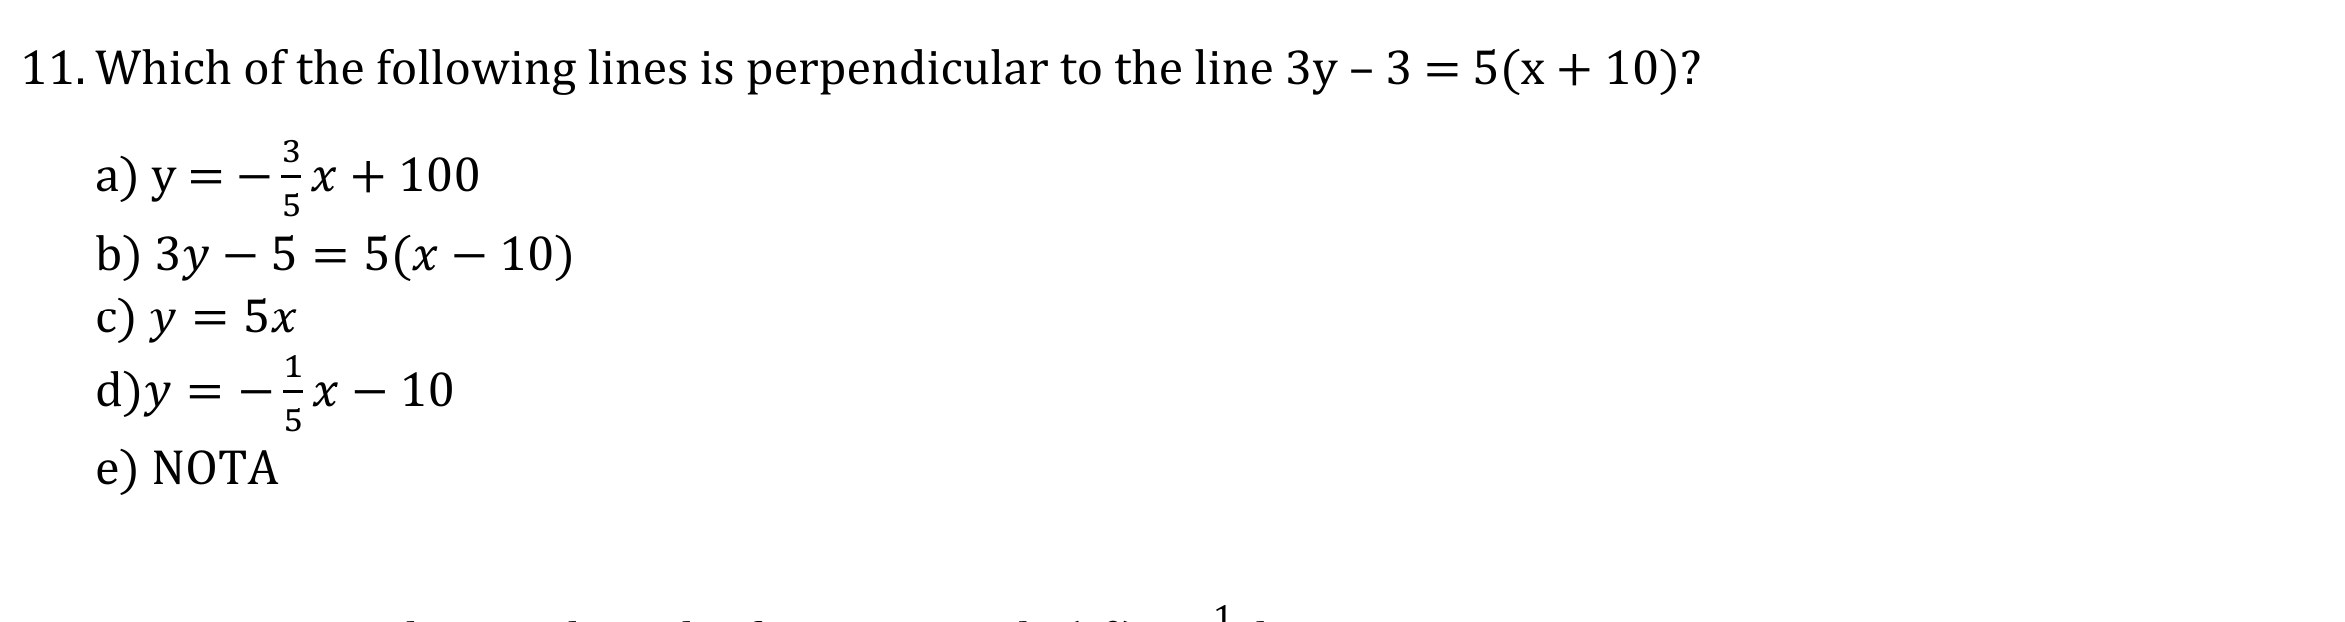 11. Which of the following lines is perpendicular to the line 3y – 3 = 5(x + 10)?
a) y = −3/5 x + 100
b) 3y − 5 = 5(x − 10)
c) y = 5x
d)y = −1/5 x − 10
e) NOTA